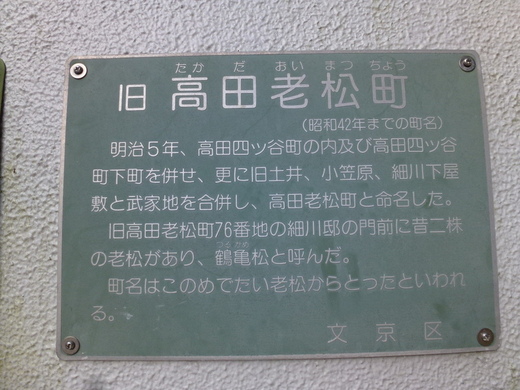 たか だ おい まつ ちょう
旧 高田老松町
(昭和42年までの町名)
明治5年、高田四ツ谷町の内及び高田四ツ谷
町下町を併せ、更に旧土井、小笠原、細川下屋
敷と武家地を合併し、高田老松町と命名した。
旧高田老松町76番地の細川邸の門前に昔二株
つる かめ
の老松があり、鶴亀松と呼んだ。
町名はこのめでたい老松からとったといわれ
る。
文京区